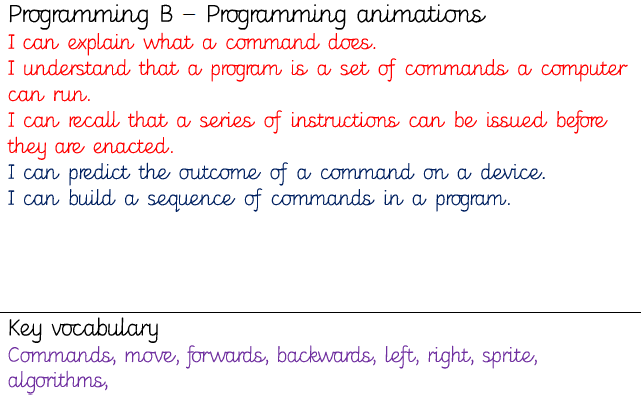 Programming B – Programming animations
I can explain what a command does.
I understand that a program is a set of commands a computer
can run.
I can recall that a series of instructions can be issued before
they are enacted.
I can predict the outcome of a command on a device.
I can build a sequence of commands in a program.
Key vocabulary
Commands, move, forwards, backwards, left, right, sprite,
algorithms,